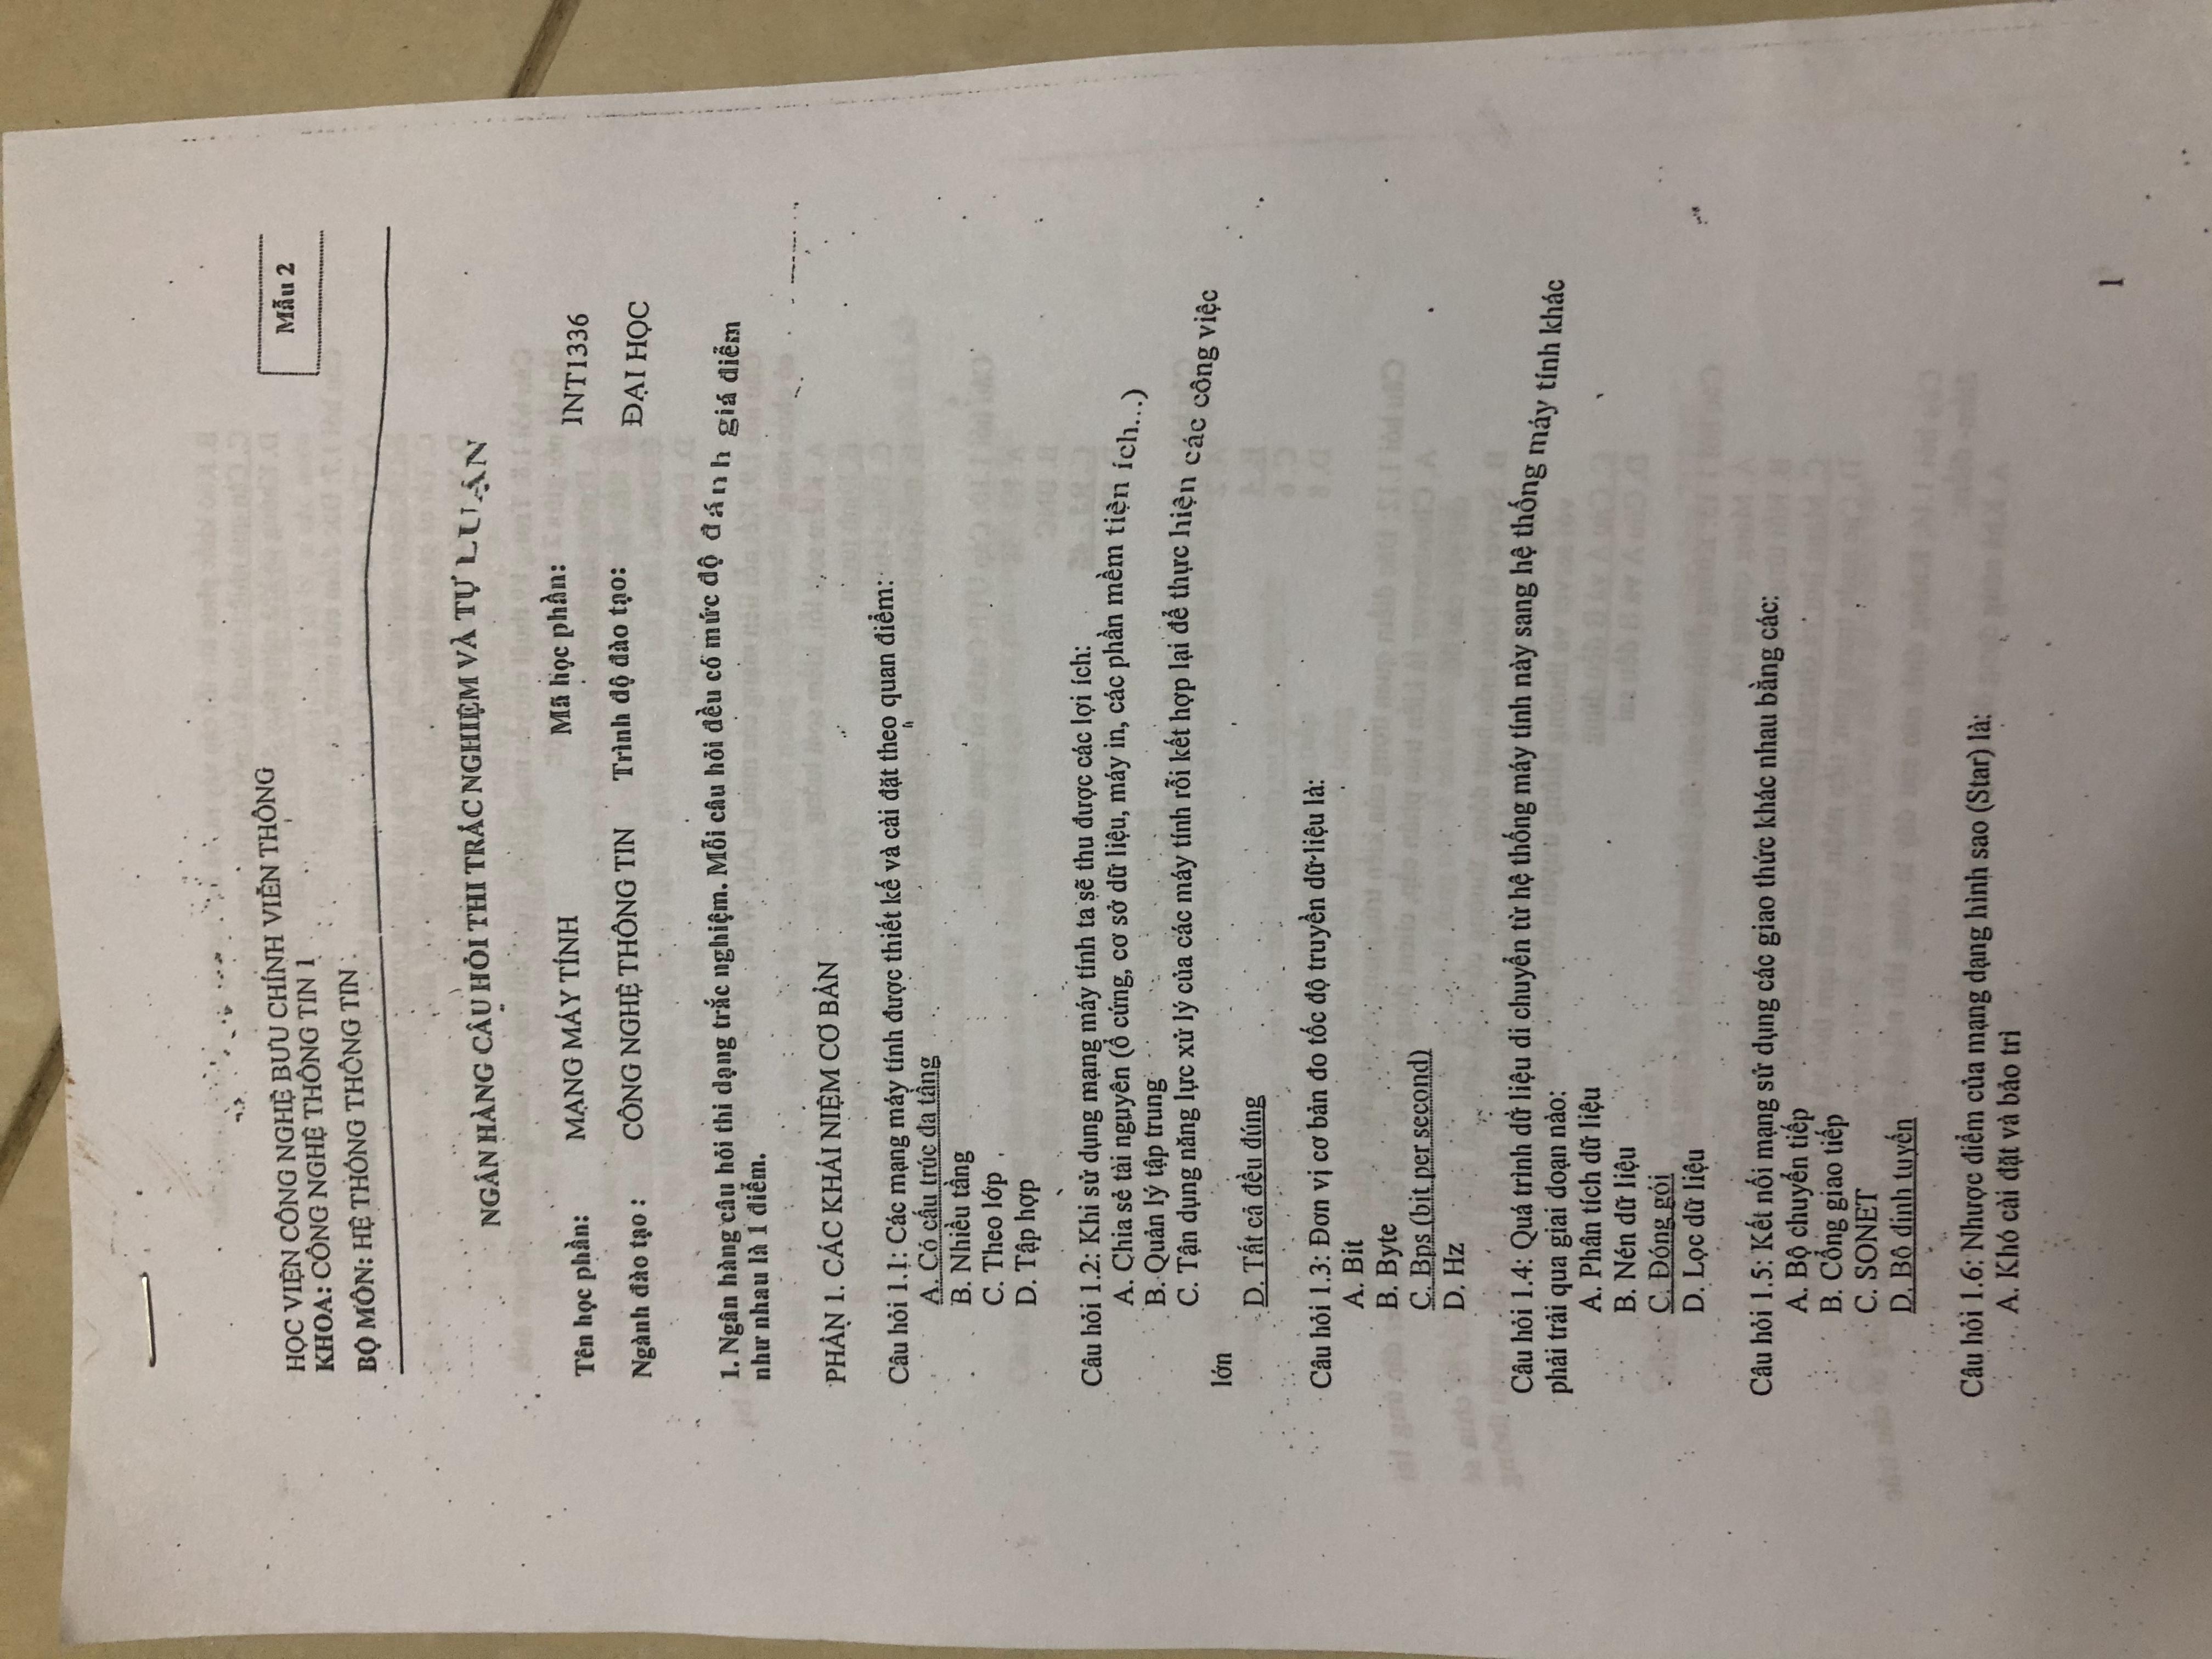 HỌC VIỆN CÔNG NGHỆ BƯU CHÍNH VIỄN THÔNG
KHOA: CÔNG NGHỆ THÔNG TIN 1
BỘ MÔN: HỆ THỐNG THÔNG TIN
Mẫu 2
NGÂN HÀNG CÂU HỎI THI TRẮC NGHIỆM VÀ TỰ LUẬN
Tên học phần: MẠNG MÁY TÍNH Mã học phần: INT1336
Ngành đào tạo : CÔNG NGHỆ THÔNG TIN Trình độ đào tạo: ĐẠI HỌC
1. Ngân hàng câu hỏi thi dạng trắc nghiệm. Mỗi câu hỏi đều có mức độ đánh giá điểm
như nhau là 1 điểm.
PHẦN 1. CÁC KHÁI NIỆM CƠ BẢN
Câu hỏi 1.1: Các mạng máy tính được thiết kế và cài đặt theo quan điểm:
A. Có cấu trúc đa tầng
B. Nhiều tầng
C. Theo lớp
D. Tập hợp
Câu hỏi 1.2: Khi sử dụng mạng máy tính ta sẽ thu được các lợi ích:
A. Chia sẻ tài nguyên (ổ cứng, cơ sở dữ liệu, máy in, các phần mềm tiện ích...)
B. Quản lý tập trung
C. Tận dụng năng lực xử lý của các máy tính rỗi kết hợp lại để thực hiện các công việc
lớn
D. Tất cả đều đúng
Câu hỏi 1.3: Đơn vị cơ bản đo tốc độ truyền dữ liệu là:
A. Bit
B. Byte
C. Bps (bit per second)
D. Hz
Câu hỏi 1.4: Quá trình dữ liệu di chuyển từ hệ thống máy tính này sang hệ thống máy tính khác
phải trải qua giai đoạn nào:
A. Phân tích dữ liệu
B. Nén dữ liệu
C. Đóng gói
D. Lọc dữ liệu
Câu hỏi 1.5: Kết nối mạng sử dụng các giao thức khác nhau bằng các:
A. Bộ chuyển tiếp
B. Cổng giao tiếp
C. SONET
D. Bộ định tuyến
Câu hỏi 1.6: Nhược điểm của mạng dạng hình sao (Star) là:
A. Khó cài đặt và bảo trì
1